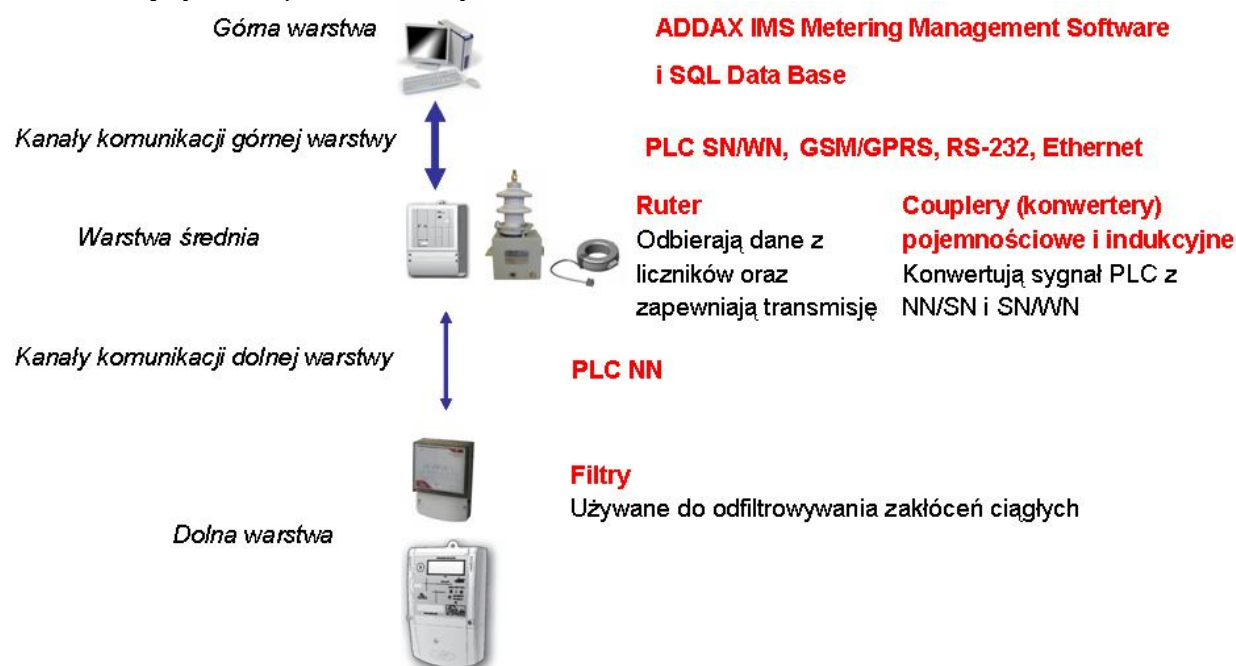 Górna warstwa
ADDAX IMS Metering Management Software
i SQL Data Base
Kanały komunikacji górnej warstwy
PLC SN/WN, GSM/GPRS, RS-232, Ethernet
Warstwa średnia
Ruter
Odbierają dane z
liczników oraz
zapewniają transmisję
Couplery (konwertery)
pojemnościowe i indukcyjne
Konwertują sygnał PLC z
NN/SN i SN/WN
Kanały komunikacji dolnej warstwy
PLC NN
Filtry
Używane do odfiltrowywania zakłóceń ciągłych
Dolna warstwa